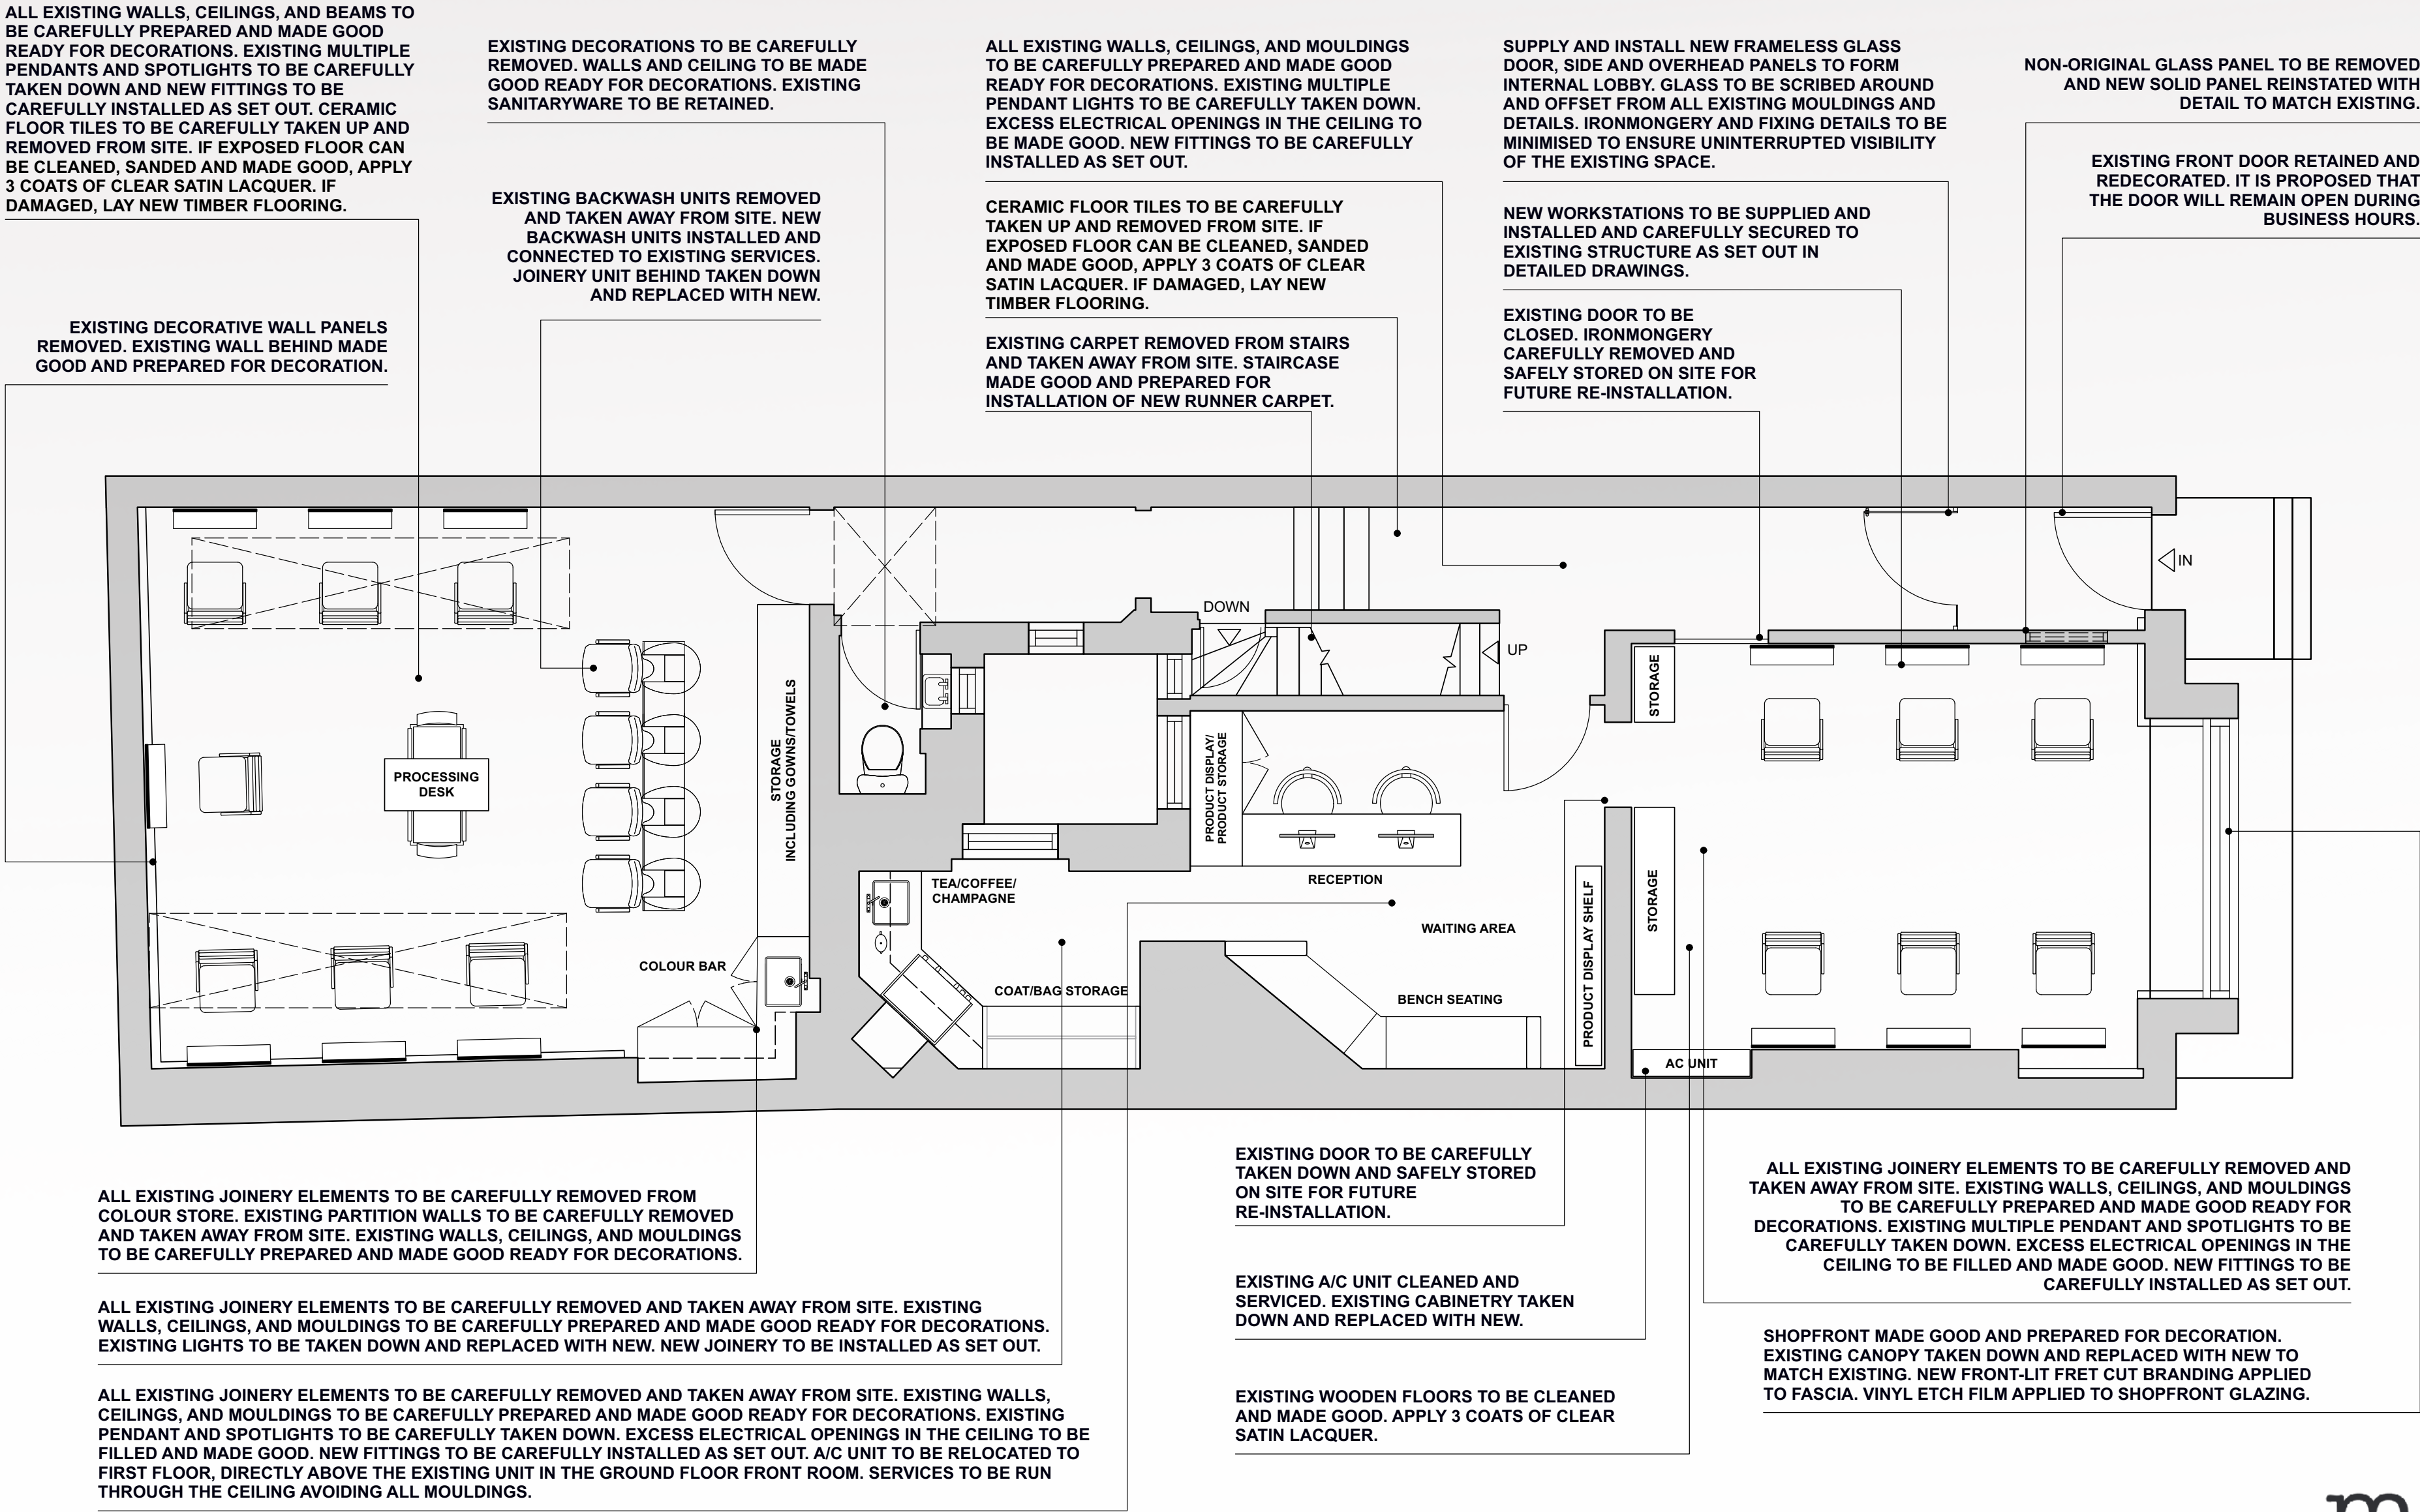 ALL EXISTING WALLS, CEILINGS, AND BEAMS TO
BE CAREFULLY PREPARED AND MADE GOOD
READY FOR DECORATIONS. EXISTING MULTIPLE
PENDANTS AND SPOTLIGHTS TO BE CAREFULLY
TAKEN DOWN AND NEW FITTINGS TO BE
CAREFULLY INSTALLED AS SET OUT. CERAMIC
FLOOR TILES TO BE CAREFULLY TAKEN UP AND
REMOVED FROM SITE. IF EXPOSED FLOOR CAN
BE CLEANED, SANDED AND MADE GOOD, APPLY
3 COATS OF CLEAR SATIN LACQUER. IF
DAMAGED, LAY NEW TIMBER FLOORING.
EXISTING DECORATIVE WALL PANELS
REMOVED. EXISTING WALL BEHIND MADE
GOOD AND PREPARED FOR DECORATION.
EXISTING DECORATIONS TO BE CAREFULLY
REMOVED. WALLS AND CEILING TO BE MADE
GOOD READY FOR DECORATIONS. EXISTING
SANITARYWARE TO BE RETAINED.
EXISTING BACKWASH UNITS REMOVED
AND TAKEN AWAY FROM SITE. NEW
BACKWASH UNITS INSTALLED AND
CONNECTED TO EXISTING SERVICES.
JOINERY UNIT BEHIND TAKEN DOWN
AND REPLACED WITH NEW.
ALL EXISTING WALLS, CEILINGS, AND MOULDINGS
TO BE CAREFULLY PREPARED AND MADE GOOD
READY FOR DECORATIONS. EXISTING MULTIPLE
PENDANT LIGHTS TO BE CAREFULLY TAKEN DOWN.
EXCESS ELECTRICAL OPENINGS IN THE CEILING TO
BE MADE GOOD. NEW FITTINGS TO BE CAREFULLY
INSTALLED AS SET OUT.
CERAMIC FLOOR TILES TO BE CAREFULLY
TAKEN UP AND REMOVED FROM SITE. IF
EXPOSED FLOOR CAN BE CLEANED, SANDED
AND MADE GOOD, APPLY 3 COATS OF CLEAR
SATIN LACQUER. IF DAMAGED, LAY NEW
TIMBER FLOORING.
EXISTING CARPET REMOVED FROM STAIRS
AND TAKEN AWAY FROM SITE. STAIRCASE
MADE GOOD AND PREPARED FOR
INSTALLATION OF NEW RUNNER CARPET.
SUPPLY AND INSTALL NEW FRAMELESS GLASS
DOOR, SIDE AND OVERHEAD PANELS TO FORM
INTERNAL LOBBY. GLASS TO BE SCRIBED AROUND
AND OFFSET FROM ALL EXISTING MOULDINGS AND
DETAILS. IRONMONGERY AND FIXING DETAILS TO BE
MINIMISED TO ENSURE UNINTERRUPTED VISIBILITY
OF THE EXISTING SPACE.
NEW WORKSTATIONS TO BE SUPPLIED AND
INSTALLED AND CAREFULLY SECURED TO
EXISTING STRUCTURE AS SET OUT IN
DETAILED DRAWINGS.
EXISTING DOOR TO BE
CLOSED. IRONMONGERY
CAREFULLY REMOVED AND
SAFELY STORED ON SITE FOR
FUTURE RE-INSTALLATION.
NON-ORIGINAL GLASS PANEL TO BE REMOVED
AND NEW SOLID PANEL REINSTATED WITH
DETAIL TO MATCH EXISTING.
EXISTING FRONT DOOR RETAINED AND
REDECORATED. IT IS PROPOSED THAT
THE DOOR WILL REMAIN OPEN DURING
BUSINESS HOURS.
IN
DOWN
UP
STORAGE
PROCESSING
DESK
STORAGE
INCLUDING GOWNS/TOWELS
PRODUCT DISPLAY/
PRODUCT STORAGE
RECEPTION
TEA/COFFEE/
CHAMPAGNE
WAITING AREA
PRODUCT DISPLAY SHELF
STORAGE
COLOUR BAR
COAT/BAG STORAGE
BENCH SEATING
AC UNIT
ALL EXISTING JOINERY ELEMENTS TO BE CAREFULLY REMOVED FROM
COLOUR STORE. EXISTING PARTITION WALLS TO BE CAREFULLY REMOVED
AND TAKEN AWAY FROM SITE. EXISTING WALLS, CEILINGS, AND MOULDINGS
TO BE CAREFULLY PREPARED AND MADE GOOD READY FOR DECORATIONS.
ALL EXISTING JOINERY ELEMENTS TO BE CAREFULLY REMOVED AND TAKEN AWAY FROM SITE. EXISTING
WALLS, CEILINGS, AND MOULDINGS TO BE CAREFULLY PREPARED AND MADE GOOD READY FOR DECORATIONS.
EXISTING LIGHTS TO BE TAKEN DOWN AND REPLACED WITH NEW. NEW JOINERY TO BE INSTALLED AS SET OUT.
ALL EXISTING JOINERY ELEMENTS TO BE CAREFULLY REMOVED AND TAKEN AWAY FROM SITE. EXISTING WALLS,
CEILINGS, AND MOULDINGS TO BE CAREFULLY PREPARED AND MADE GOOD READY FOR DECORATIONS. EXISTING
PENDANT AND SPOTLIGHTS TO BE CAREFULLY TAKEN DOWN. EXCESS ELECTRICAL OPENINGS IN THE CEILING TO BE
FILLED AND MADE GOOD. NEW FITTINGS TO BE CAREFULLY INSTALLED AS SET OUT. A/C UNIT TO BE RELOCATED TO
FIRST FLOOR, DIRECTLY ABOVE THE EXISTING UNIT IN THE GROUND FLOOR FRONT ROOM. SERVICES TO BE RUN
THROUGH THE CEILING AVOIDING ALL MOULDINGS.
EXISTING DOOR TO BE CAREFULLY
TAKEN DOWN AND SAFELY STORED
ON SITE FOR FUTURE
RE-INSTALLATION.
EXISTING A/C UNIT CLEANED AND
SERVICED. EXISTING CABINETRY TAKEN
DOWN AND REPLACED WITH NEW.
EXISTING WOODEN FLOORS TO BE CLEANED
AND MADE GOOD. APPLY 3 COATS OF CLEAR
SATIN LACQUER.
ALL EXISTING JOINERY ELEMENTS TO BE CAREFULLY REMOVED AND
TAKEN AWAY FROM SITE. EXISTING WALLS, CEILINGS, AND MOULDINGS
TO BE CAREFULLY PREPARED AND MADE GOOD READY FOR
DECORATIONS. EXISTING MULTIPLE PENDANT AND SPOTLIGHTS TO BE
CAREFULLY TAKEN DOWN. EXCESS ELECTRICAL OPENINGS IN THE
CEILING TO BE FILLED AND MADE GOOD. NEW FITTINGS TO BE
CAREFULLY INSTALLED AS SET OUT.
SHOPFRONT MADE GOOD AND PREPARED FOR DECORATION.
EXISTING CANOPY TAKEN DOWN AND REPLACED WITH NEW TO
MATCH EXISTING. NEW FRONT-LIT FRET CUT BRANDING APPLIED
TO FASCIA. VINYL ETCH FILM APPLIED TO SHOPFRONT GLAZING.